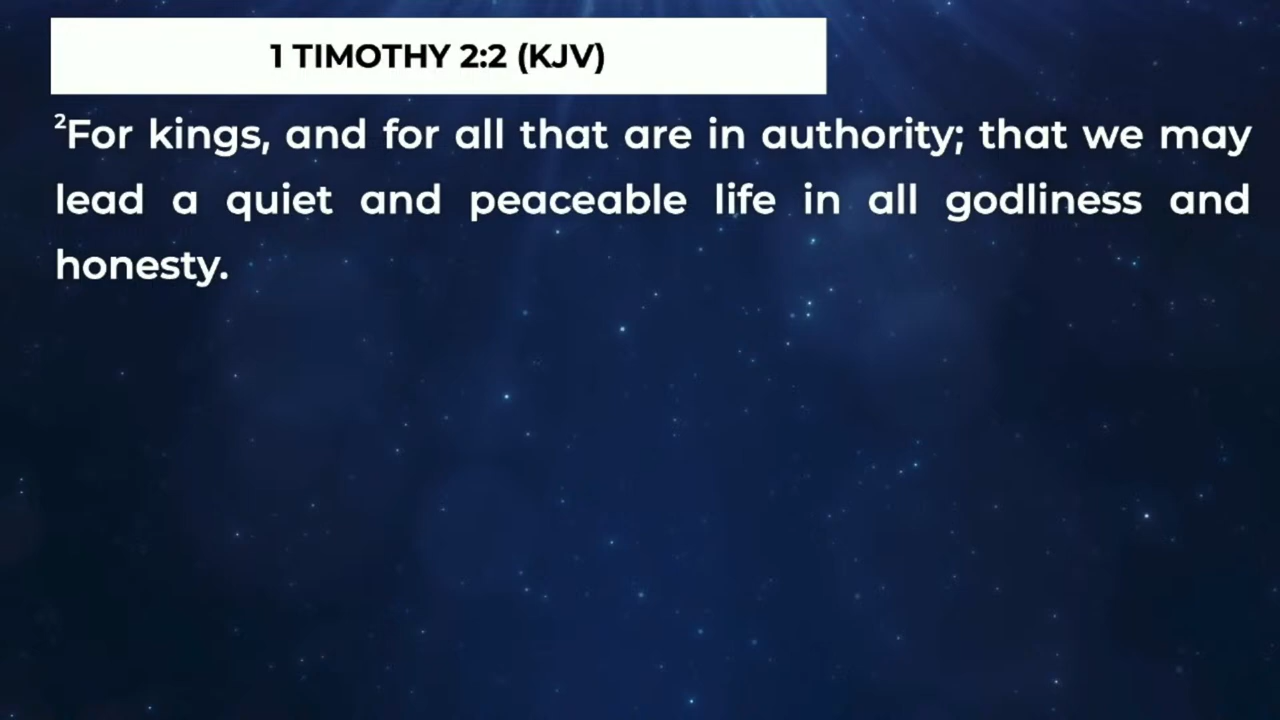 1 TIMOTHY 2:2 (KJV)
²For kings, and for all that are in authority; that we may
lead a quiet and peaceable life in all godliness and
honesty.